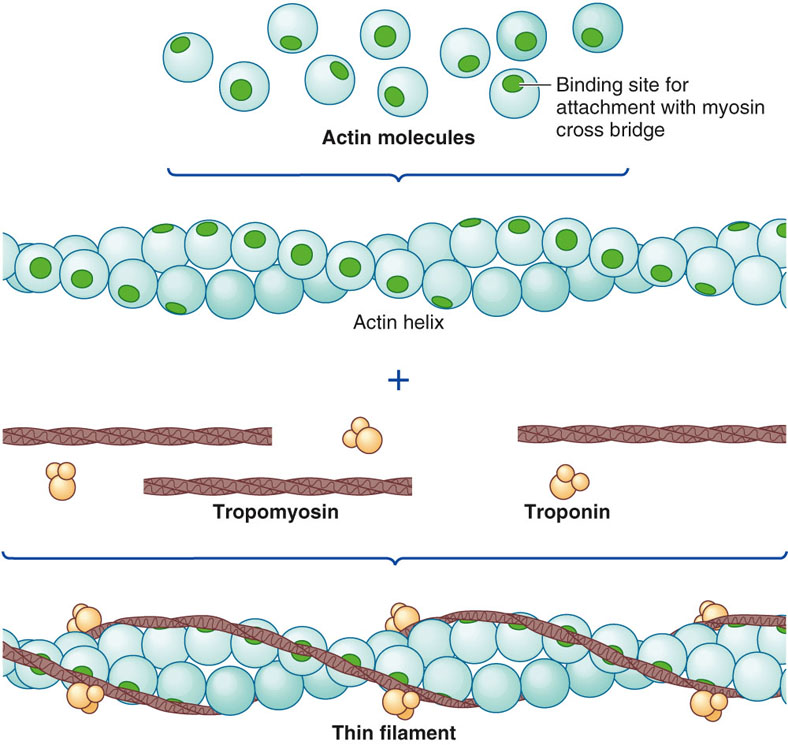 Binding site for
attachment with myosin
cross bridge
Actin molecules
Actin helix
+
Tropomyosin
Troponin
Thin filament